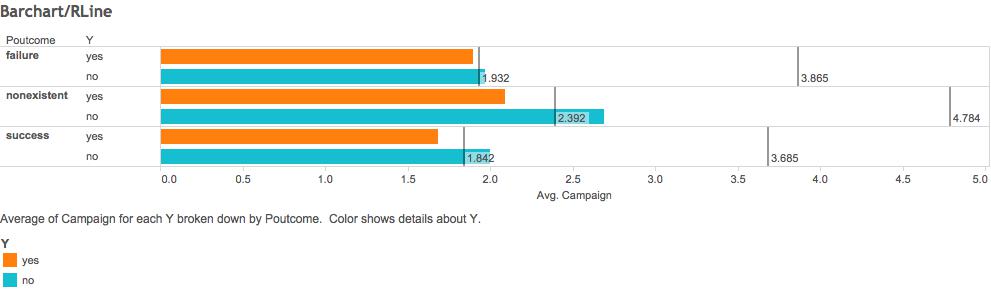 Barchart/RLine
Poutcome Y
failure yes
no 1.932 3.865
nonexistent yes
no 2.392 4.784
success yes
no 1.842 3.685
0.0 0.5 1.0 1.5 2.0 2.5 3.0 3.5 4.0 4.5 5.0
Avg. Campaign
Average of Campaign for each Y broken down by Poutcome. Color shows details about Y.
Y
yes
no